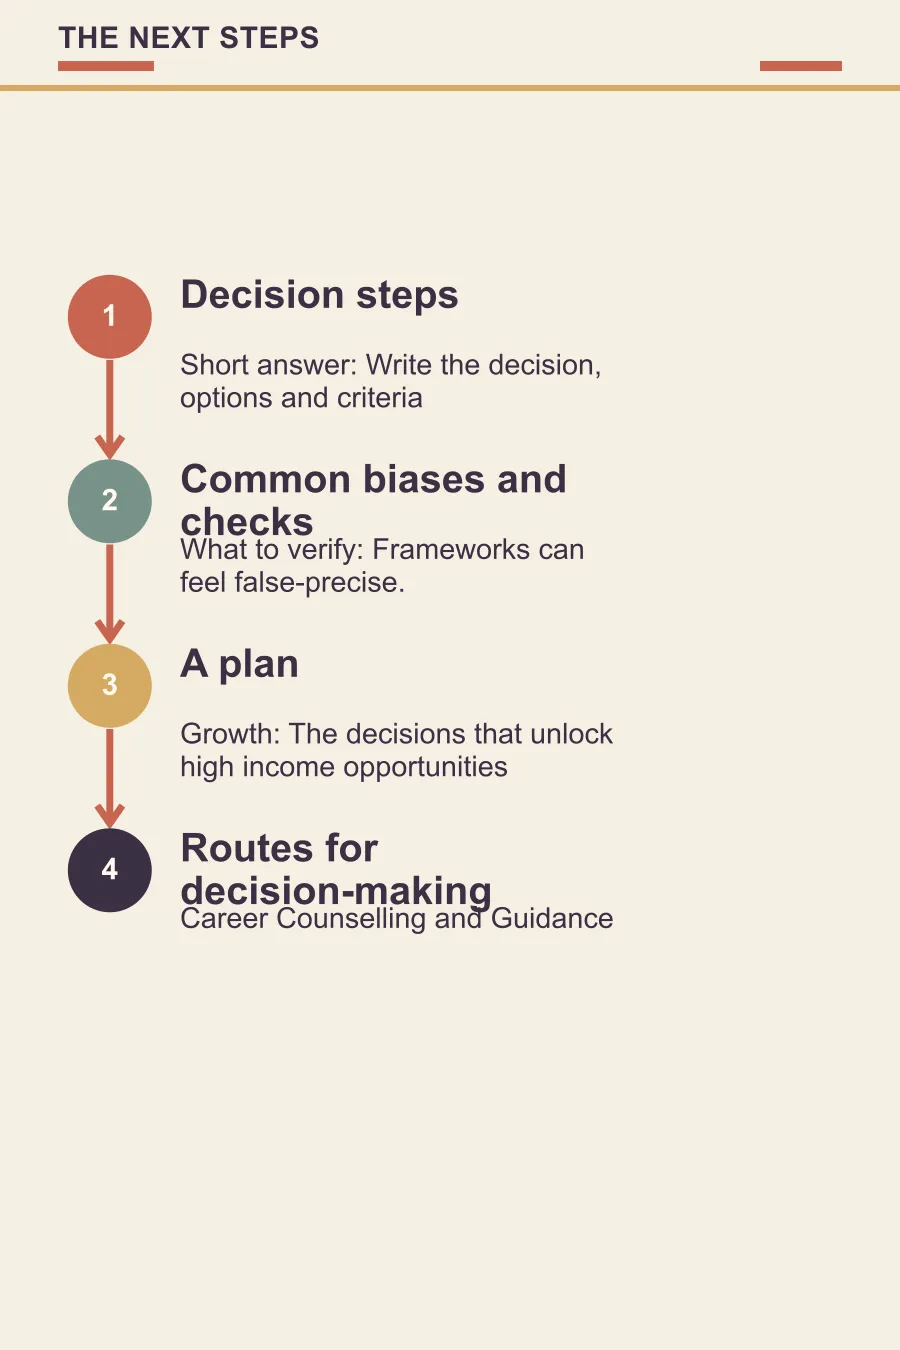 THE NEXT STEPS
1
Decision steps
Short answer: Write the decision,
options and criteria
2
Common biases and
checks
What to verify: Frameworks can
feel false-precise.
3
A plan
Growth: The decisions that unlock
high income opportunities
4
Routes for
decision-making
Career Counselling and Guidance